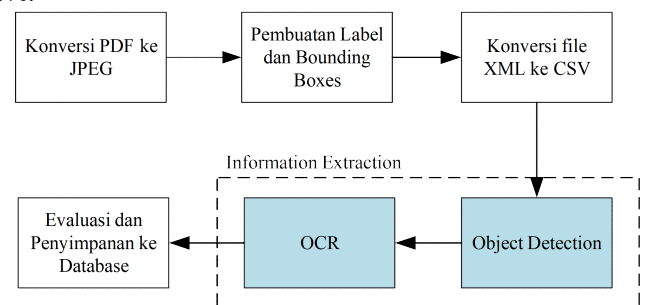 Konversi PDF ke
JPEG
Pembuatan Label
dan Bounding
Boxes
Konversi file
XML ke CSV
Information Extraction
Object Detection
OCR
Evaluasi dan
Penyimpanan ke
Database